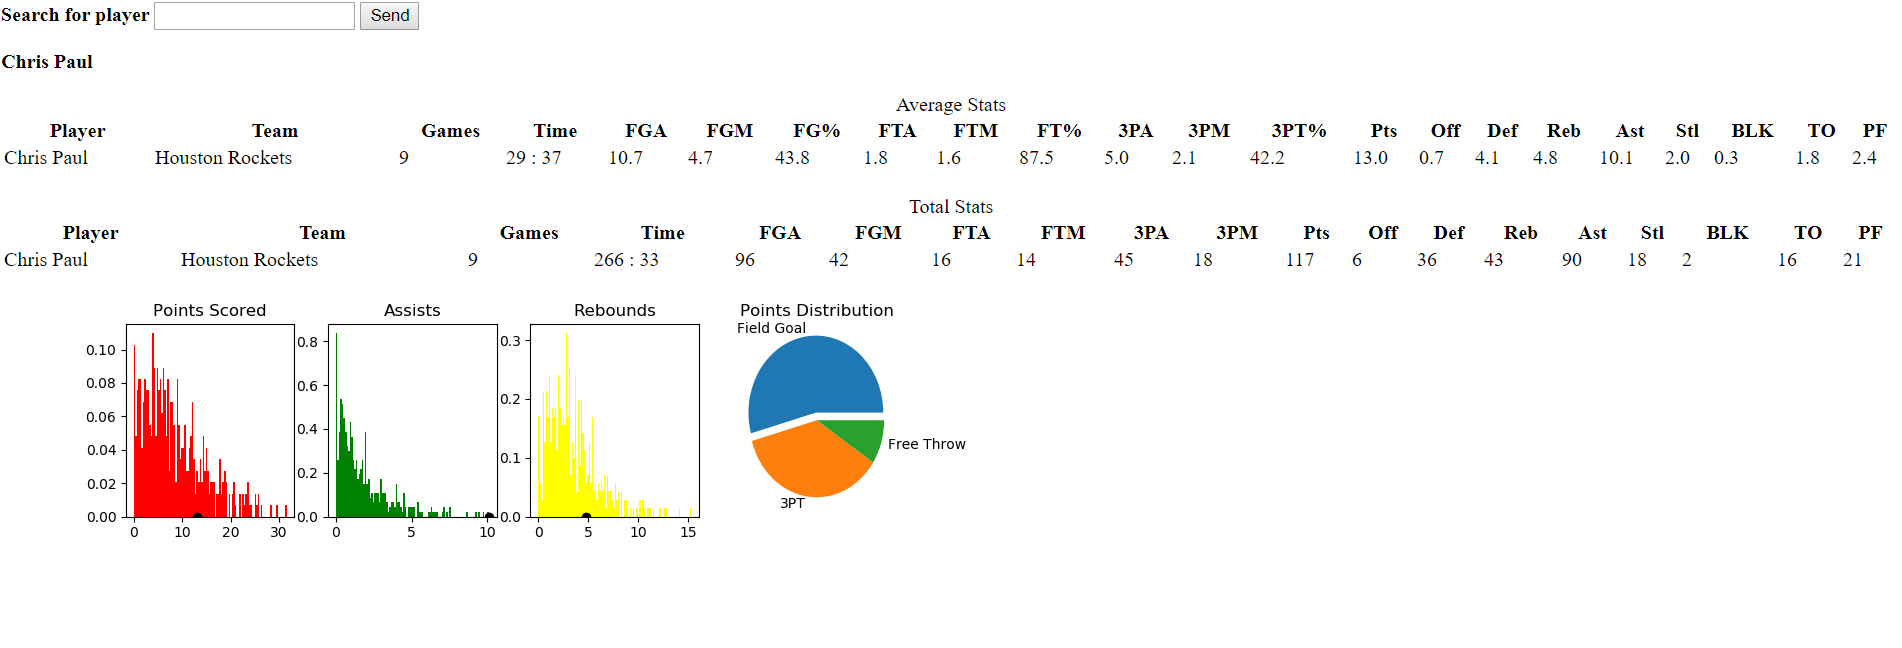 Search for player Send
Chris Paul
Average Stats
Player Team Games Time FGA FGM FG% FTA FTM FT% 3PA 3PM 3PT% Pts Off Def Reb Ast Stl BLK TO PF
Chris Paul Houston Rockets 9 29 : 37 10.7 4.7 43.8 1.8 1.6 87.5 5.0 2.1 42.2 13.0 0.7 4.1 4.8 10.1 2.0 0.3 1.8 2.4
Total Stats
Player Team Games Time FGA FGM FTA FTM 3PA 3PM Pts Off Def Reb Ast Stl BLK TO PF
Chris Paul Houston Rockets 9 266 : 33 96 42 16 14 45 18 117 6 36 43 90 18 2 16 21
Points Scored
0.10
0.08
0.06
0.04
0.02
0.00
0 10 20 30
Assists
0.8
0.6
0.4
0.2
0.0
0 5 10
Rebounds
0.3
0.2
0.1
0.0
0 5 10 15
Points Distribution
Field Goal
Free Throw
3PT